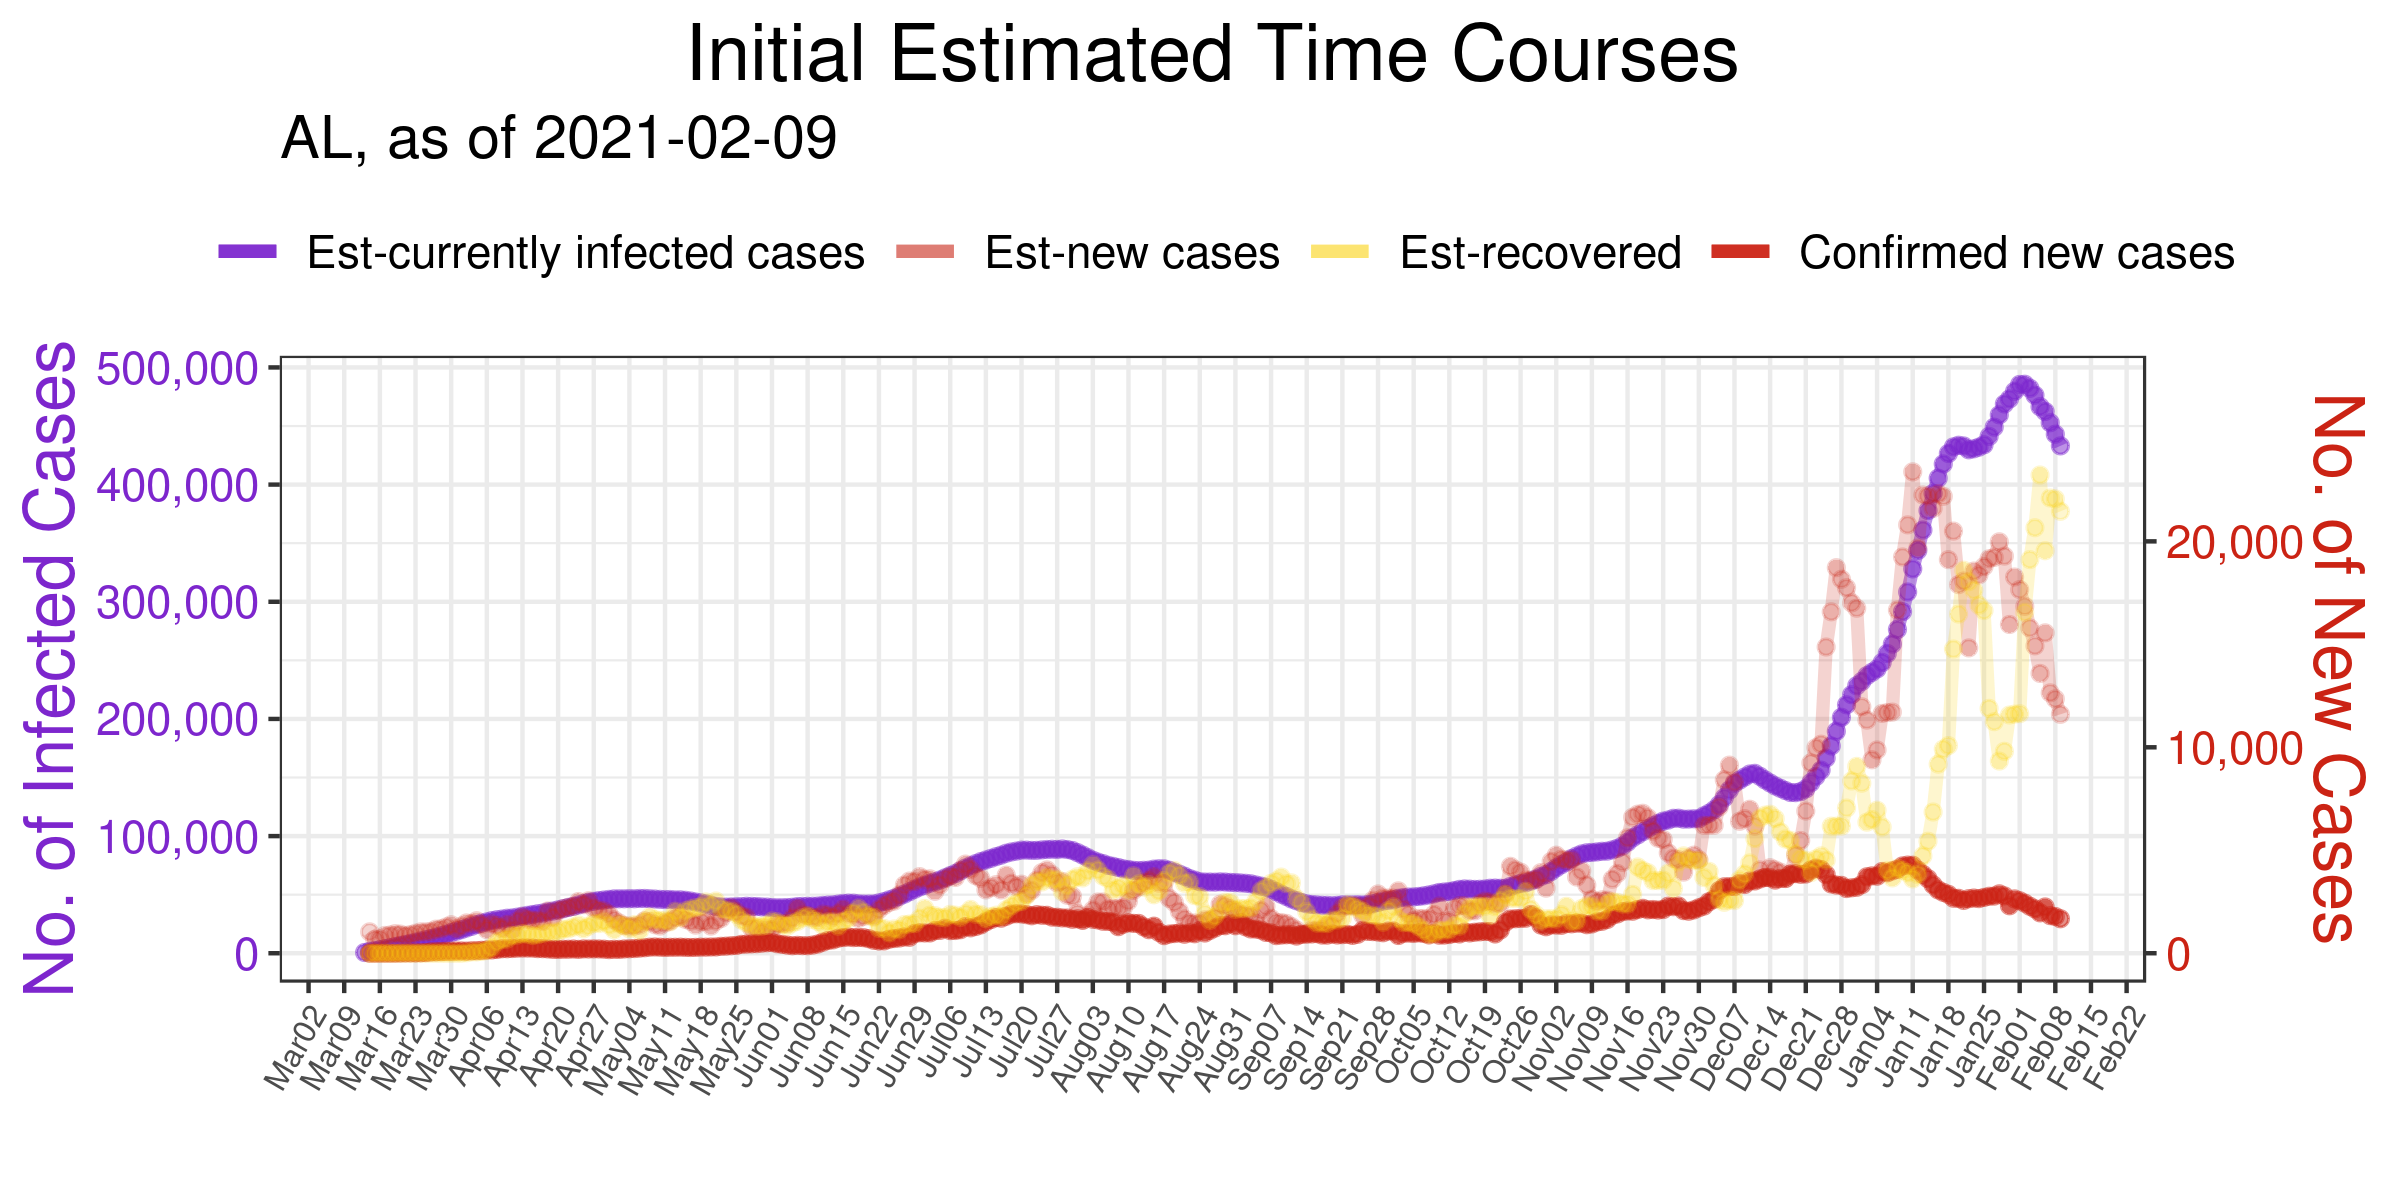 Initial Estimated Time Courses
AL, as of 2021-02-09
Est-currently infected cases Est-new cases Est-recovered Confirmed new cases
No. of Infected Cases
500,000
400,000
300,000
200,000
100,000
0
20,000
10,000
0
No. of New Cases
Mar02 Mar09 Mar16 Mar23 Mar30 Apr06 Apr13 Apr20 Apr27 May04 May11 May18 May25 Jun01 Jun08 Jun15 Jun22 Jun29 Jul06 Jul13 Jul20 Jul27 Aug03 Aug10 Aug17 Aug24 Aug31 Sep07 Sep14 Sep21 Sep28 Oct05 Oct12 Oct19 Oct26 Nov02 Nov09 Nov16 Nov23 Nov30 Dec07 Dec14 Dec21 Dec28 Jan04 Jan11 Jan18 Jan25 Feb01 Feb08 Feb15 Feb22